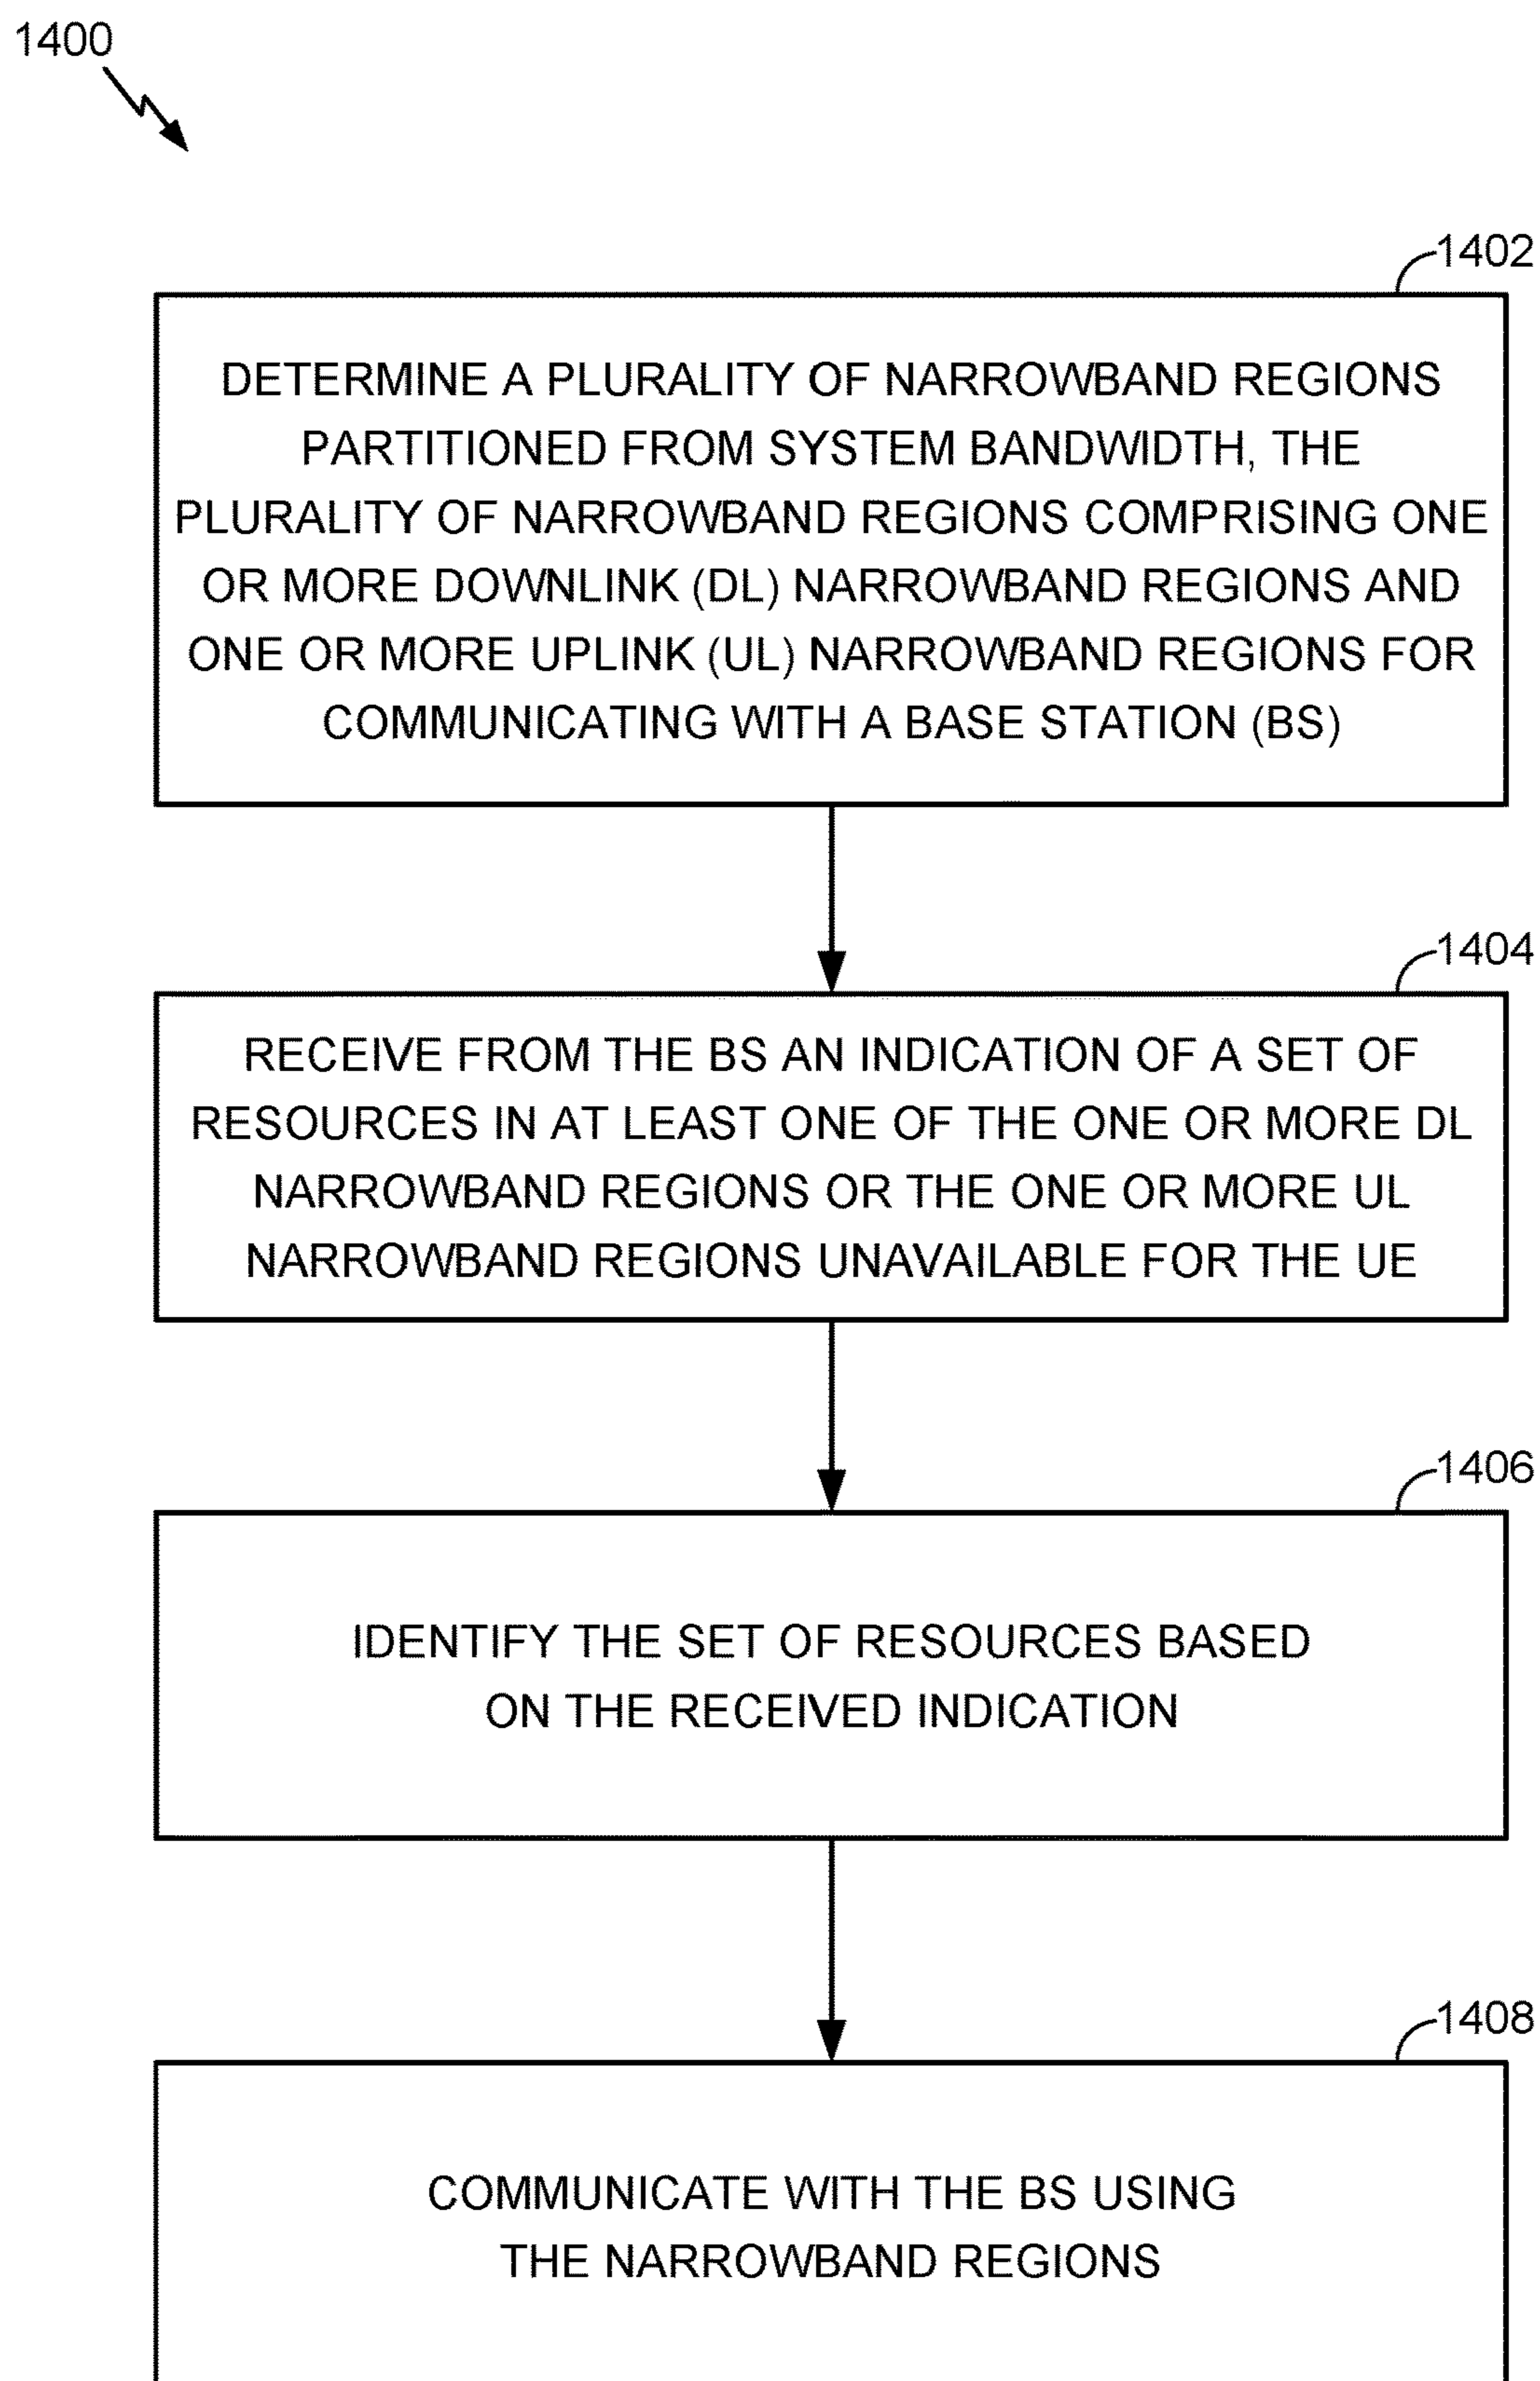 1400
1402
DETERMINE A PLURALITY OF NARROWBAND REGIONS
PARTITIONED FROM SYSTEM BANDWIDTH, THE
PLURALITY OF NARROWBAND REGIONS COMPRISING ONE
OR MORE DOWNLINK (DL) NARROWBAND REGIONS AND
ONE OR MORE UPLINK (UL) NARROWBAND REGIONS FOR
COMMUNICATING WITH A BASE STATION (BS)
1404
RECEIVE FROM THE BS AN INDICATION OF A SET OF
RESOURCES IN AT LEAST ONE OF THE ONE OR MORE DL
NARROWBAND REGIONS OR THE ONE OR MORE UL
NARROWBAND REGIONS UNAVAILABLE FOR THE UE
1406
IDENTIFY THE SET OF RESOURCES BASED
ON THE RECEIVED INDICATION
1408
COMMUNICATE WITH THE BS USING
THE NARROWBAND REGIONS